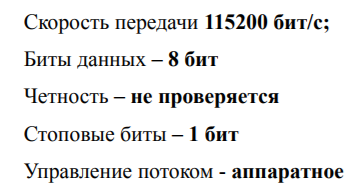 Скорость передачи 115200 бит/с;
Биты данных – 8 бит
Четность – не проверяется
Стоповые биты – 1 бит
Управление потоком - аппаратное